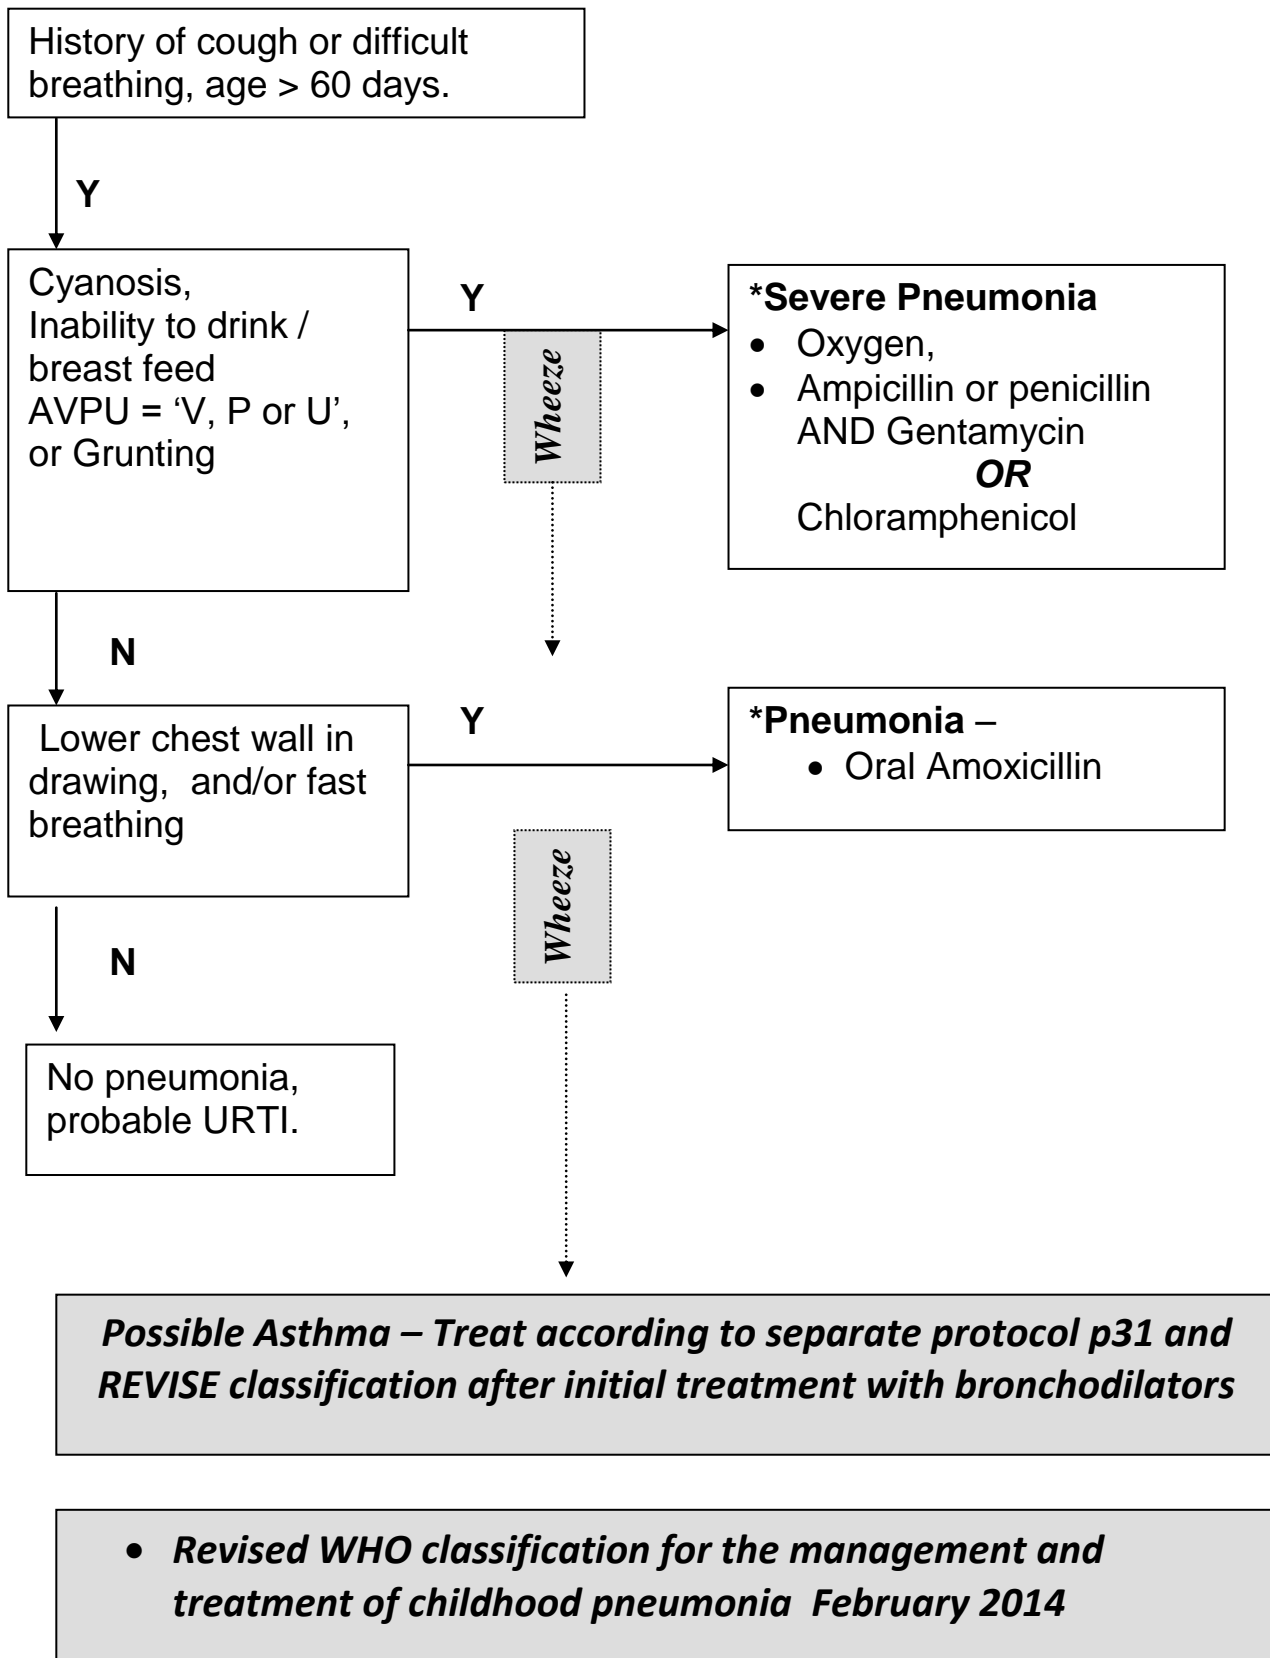 History of cough or difficult
breathing, age > 60 days.
Y
Cyanosis,
Inability to drink /
breast feed
AVPU = ‘V, P or U’,
or Grunting
Y
Wheeze
*Severe Pneumonia
• Oxygen,
• Ampicillin or penicillin
AND Gentamycin
OR
Chloramphenicol
N
Lower chest wall in
drawing, and/or fast
breathing
Y
Wheeze
*Pneumonia –
• Oral Amoxicillin
N
No pneumonia,
probable URTI.
Possible Asthma – Treat according to separate protocol p31 and
REVISE classification after initial treatment with bronchodilators
• Revised WHO classification for the management and
treatment of childhood pneumonia February 2014